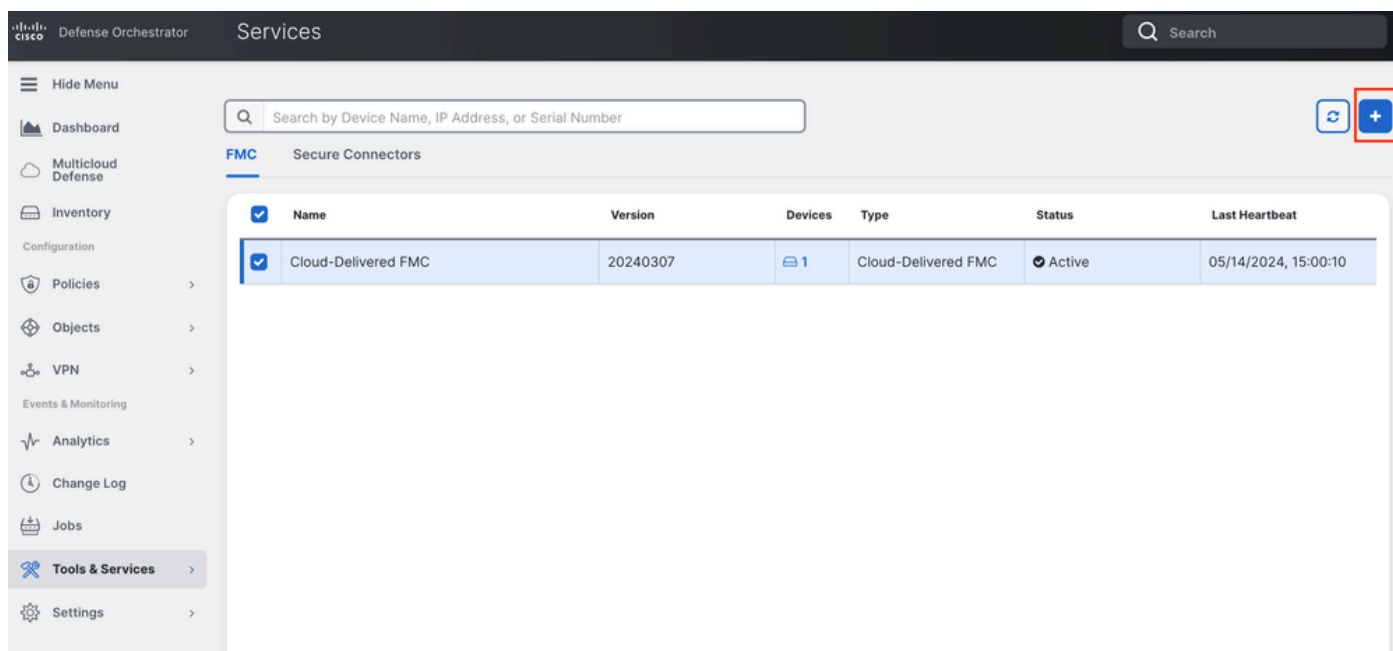 cisco Defense Orchestrator Services Search
Hide Menu
Search by Device Name, IP Address, or Serial Number +
Dashboard
FMC Secure Connectors
Multicloud
Defense
Inventory
Name Version Devices Type Status Last Heartbeat
Configuration
Cloud-Delivered FMC 20240307 1 Cloud-Delivered FMC Active 05/14/2024, 15:00:10
Policies
Objects
VPN
Events & Monitoring
Analytics
Change Log
Jobs
Tools & Services
Settings